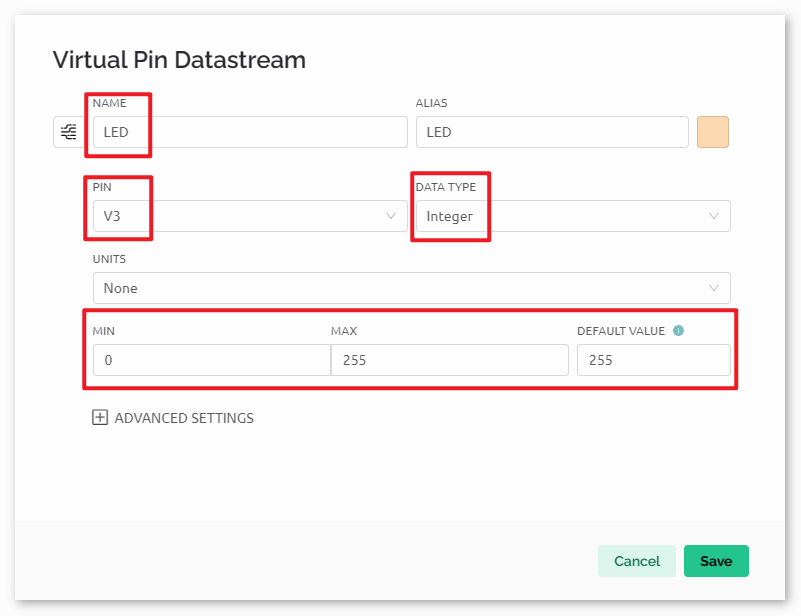 Virtual Pin Datastream
NAME ALIAS
LED LED
PIN DATA TYPE
V3 Integer
UNITS
None
MIN MAX DEFAULT VALUE i
0 255 255
ADVANCED SETTINGS
Cancel Save